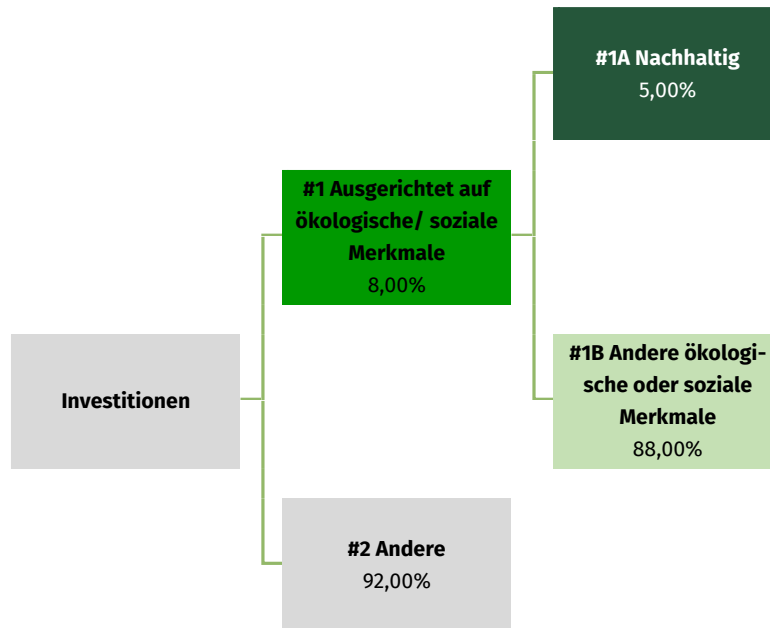 #1A Nachhaltig
5,00%
#1 Ausgerichtet auf
ökologische/ soziale
Merkmale
8,00%
Investitionen
#1B Andere ökologi-
sche oder soziale
Merkmale
88,00%
#2 Andere
92,00%